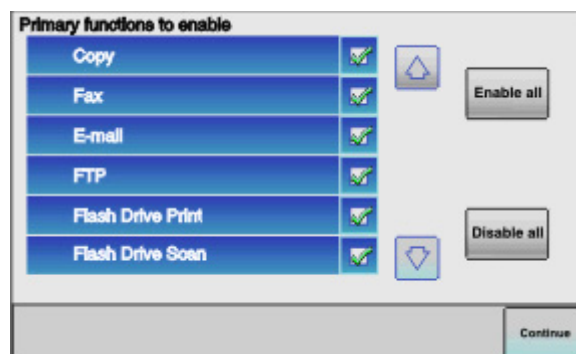 Primary functions to enable
Copy
Fax
E-mail
FTP
Flash Drive Print
Flash Drive Scan
Enable all
Disable all
Continue